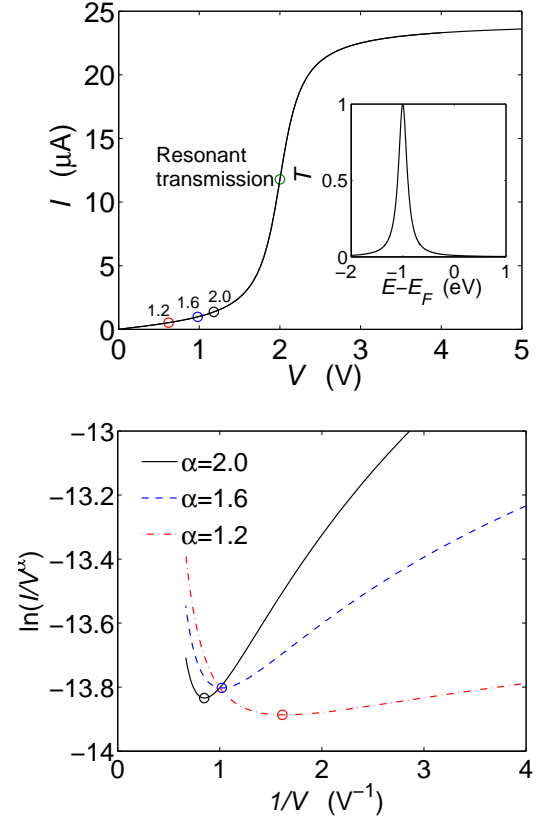 25
20
15
10
5
0
I (μA)
0 1 2 3 4 5
V (V)
Resonant
transmission
1.2 1.6 2.0
1
0.5
0
T
−2 −1 0 1
E−E_F (eV)
−13
−13.2
−13.4
−13.6
−13.8
−14
ln(I/V^α)
α=2.0
α=1.6
α=1.2
0 1 2 3 4
1/V (V⁻¹)